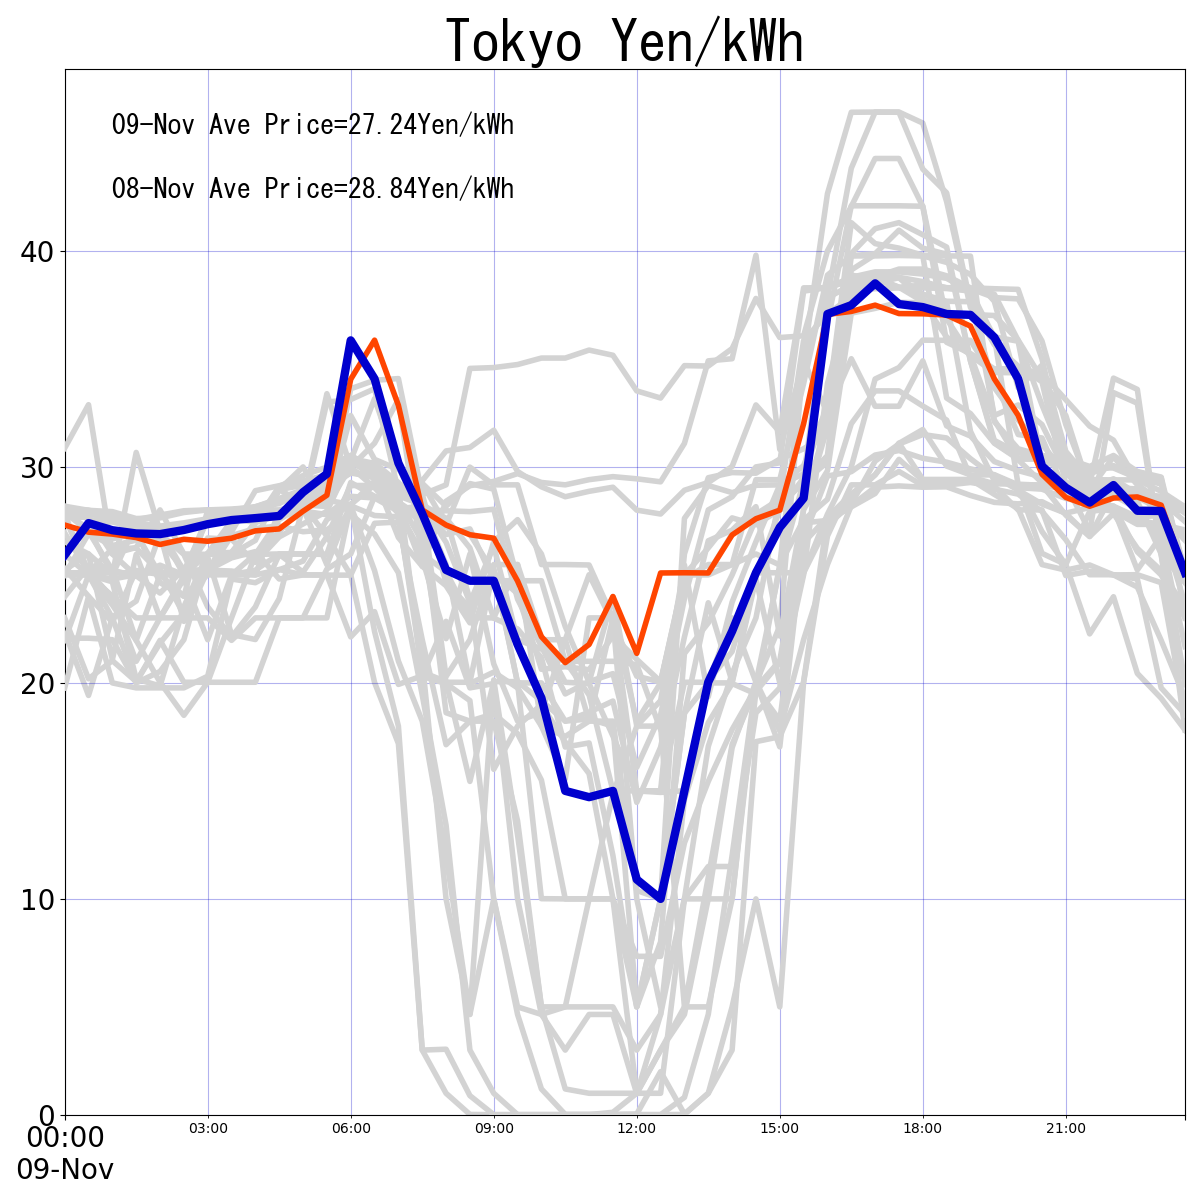 Tokyo Yen/kWh
09-Nov Ave Price=27.24Yen/kWh
08-Nov Ave Price=28.84Yen/kWh
40
30
20
10
0
00:00 03:00 06:00 09:00 12:00 15:00 18:00 21:00
09-Nov